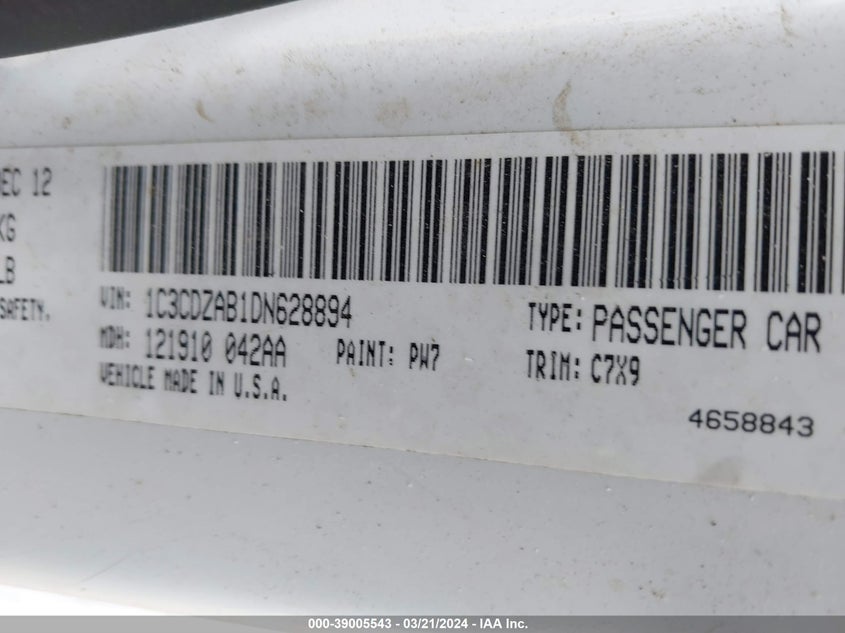 DEC 12
KG
LB
SAFETY.
VIN: 1C3CDZAB1DN628894
TYPE: PASSENGER CAR
MDH: 121910 042AA
PAINT: PW7
TRIM: C7X9
VEHICLE MADE IN U.S.A.
4658843
000-39005543 - 03/21/2024 - IAA Inc.